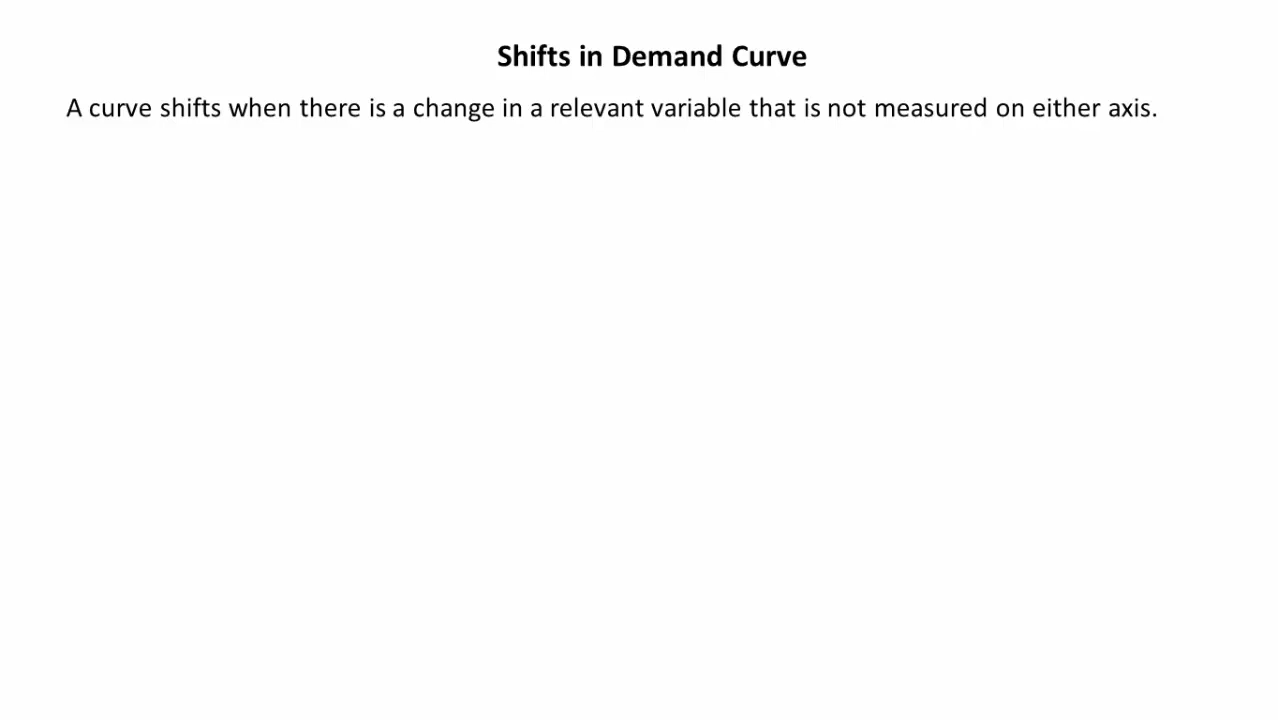 Shifts in Demand Curve
A curve shifts when there is a change in a relevant variable that is not measured on either axis.